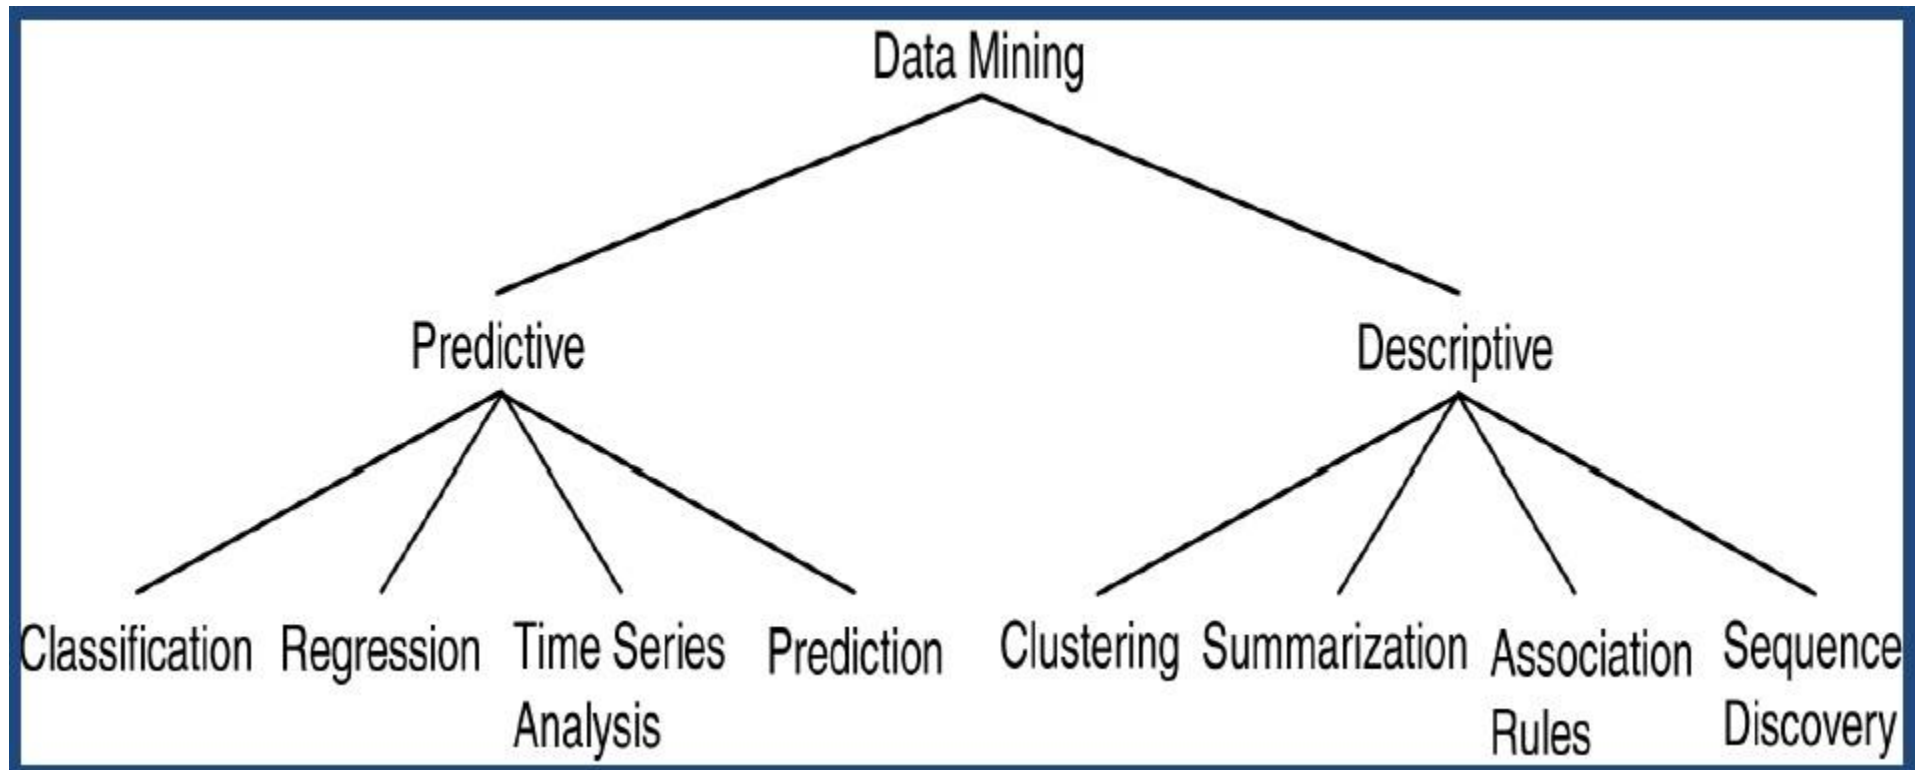 Data Mining
Predictive
Descriptive
Classification
Regression
Time Series
Analysis
Prediction
Clustering
Summarization
Association
Rules
Sequence
Discovery